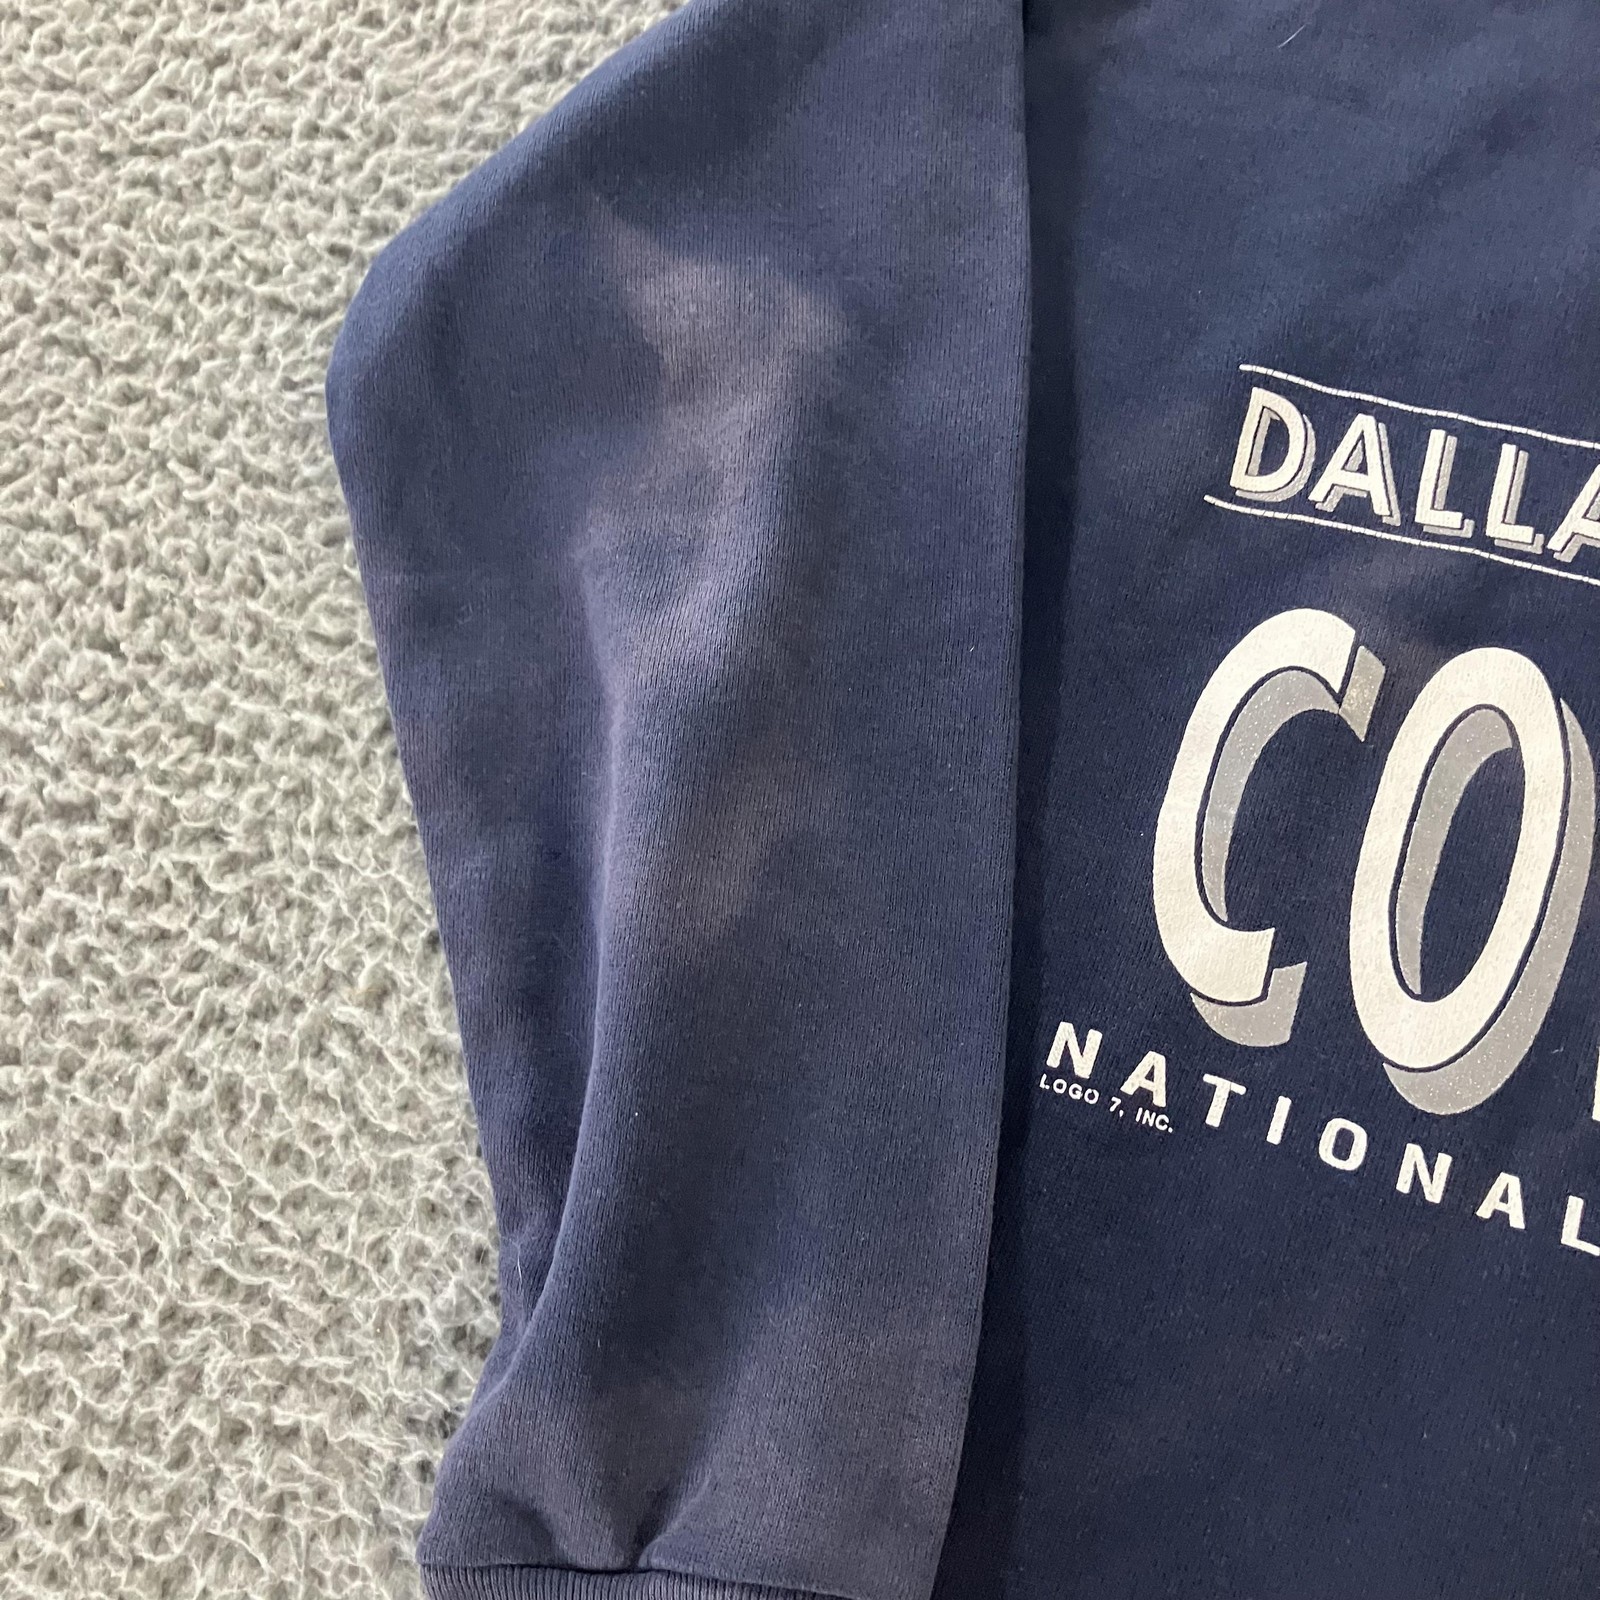 DALLA
CO
NATIONAL
LOGO 7, INC.